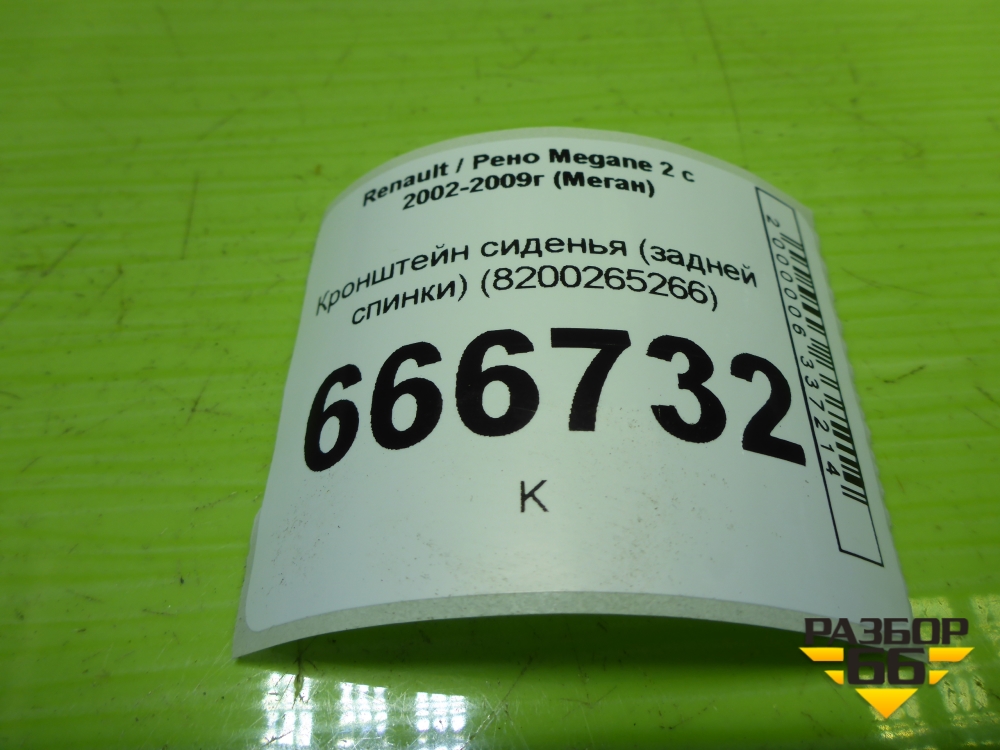 Renault / Рено Megane 2 с
2002-2009г (Меган)
Кронштейн сиденья (задней
спинки) (8200265266)
666732
К
2000006337214
РАЗБОР
66